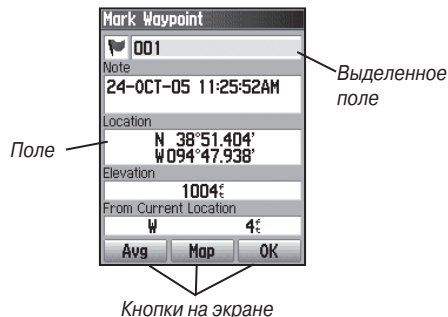 Mark Waypoint
001
Note
24-OCT-05 11:25:52AM
Location
N 38°51.404'
W094°47.938'
Elevation
1004ft
From Current Location
W 4ft
Avg Map OK
Выделенное
поле
Поле
Кнопки на экране